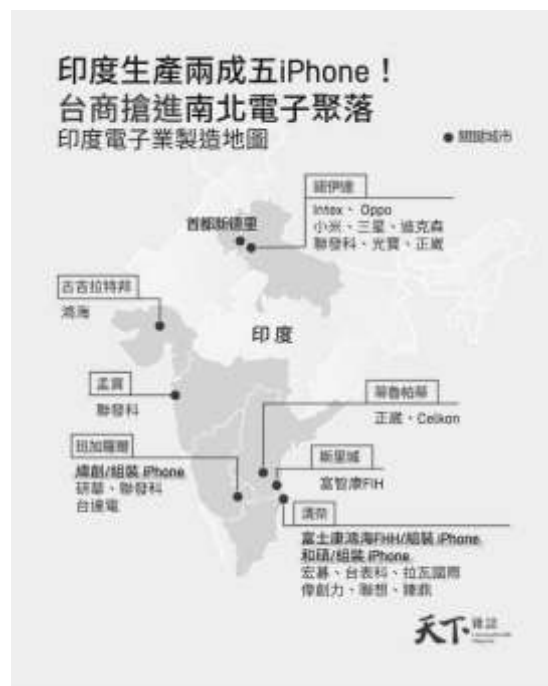 印度生產兩成五iPhone！
台商搶進南北電子聚落
印度電子業製造地圖
關鍵城市
諾伊達
Intex、Oppo
小米、三星、迪克森
聯發科、光寶、正崴
首都新德里
古吉拉特邦
鴻海
印度
孟買
聯發科
蒂魯帕蒂
正崴、Celkon
班加羅爾
緯創/組裝 iPhone
研華、聯發科
台達電
斯里城
富智康FIH
清奈
富士康鴻海FHH/組裝 iPhone
和碩/組裝 iPhone
宏碁、台表科、拉瓦國際
偉創力、聯想、臻鼎
天下雜誌